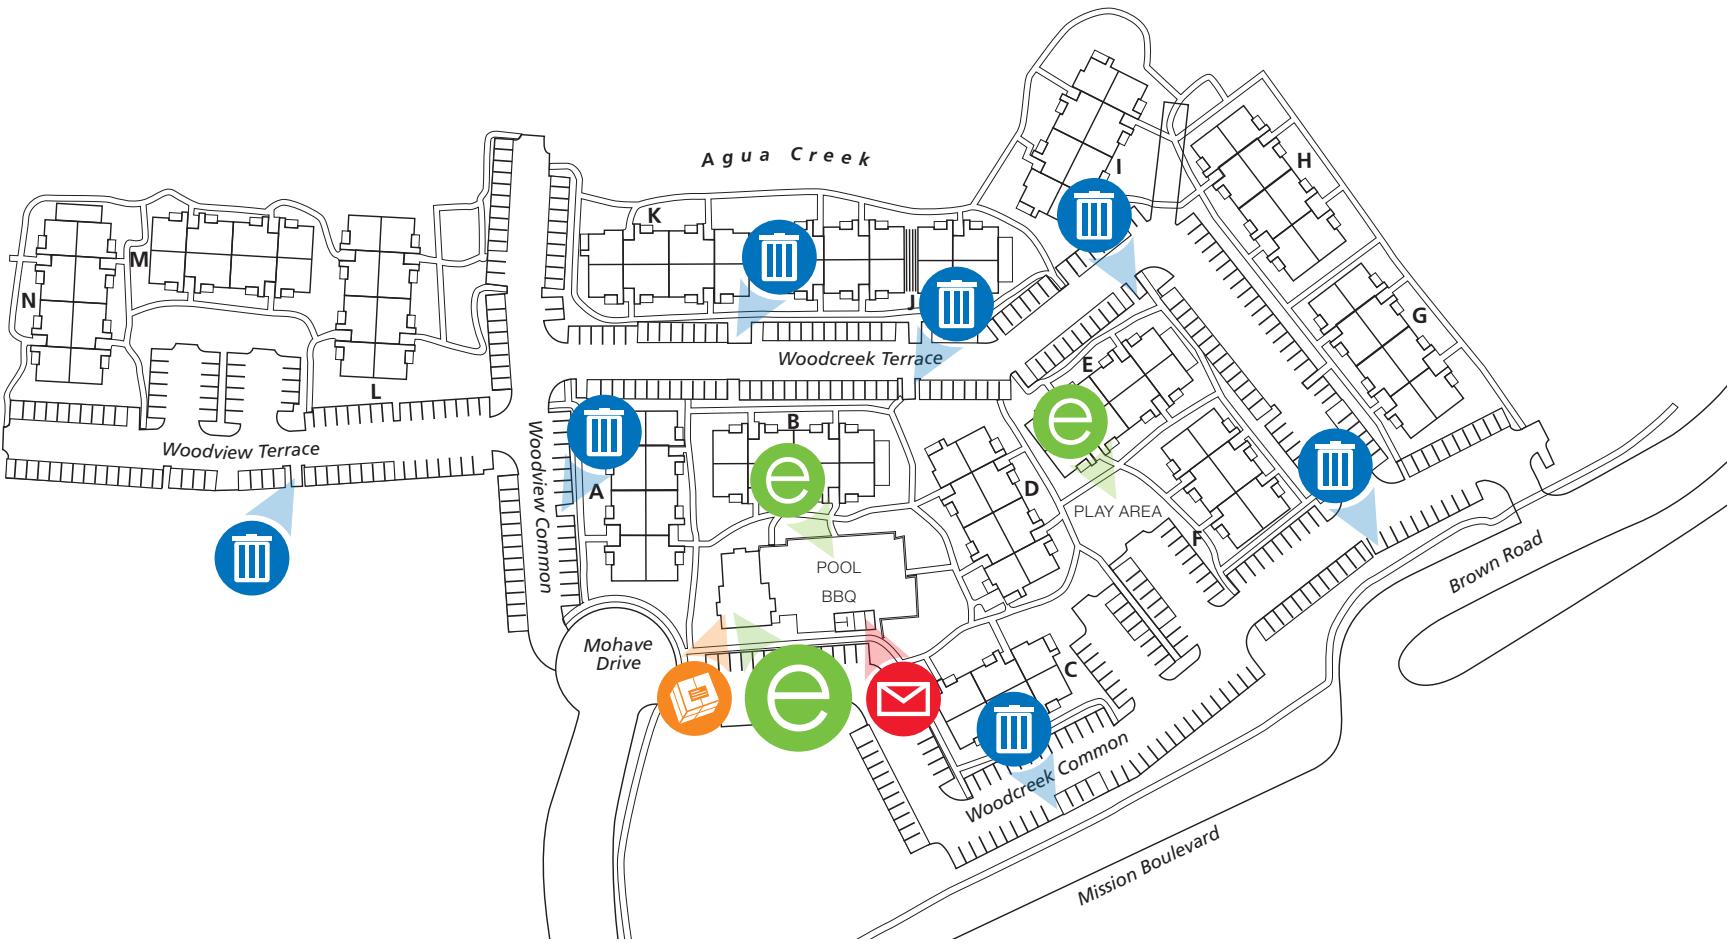 Agua Creek
I
H
K
M
N
J
G
Woodcreek Terrace
E
L
B
Woodview Terrace
Woodview Common
A
e
e
D
PLAY AREA
F
POOL
BBQ
Brown Road
Mohave
Drive
C
e
Woodcreek Common
Mission Boulevard